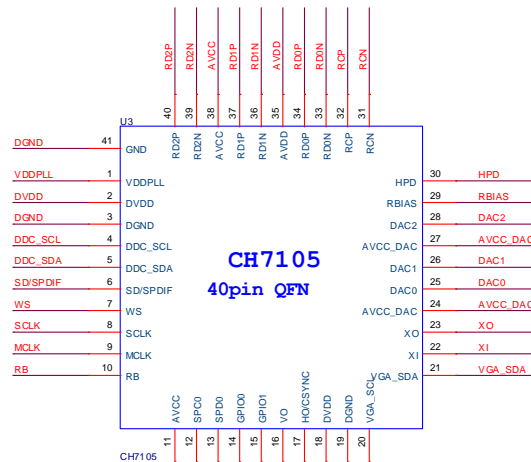 RD2P RD2N AVCC RD1P RD1N AVDD RD0P RD0N RCP RCN
40 39 38 37 36 35 34 33 32 31
U3
RD2P RD2N AVCC RD1P RD1N AVDD RD0P RD0N RCP RCN
DGND 41 GND
VDDPLL 1 VDDPLL
DVDD 2 DVDD
DGND 3 DGND
DDC_SCL 4 DDC_SCL
DDC_SDA 5 DDC_SDA
SD/SPDIF 6 SD/SPDIF
WS 7 WS
SCLK 8 SCLK
MCLK 9 MCLK
RB 10 RB
CH7105
40pin QFN
HPD 30 HPD
RBIAS 29 RBIAS
DAC2 28 DAC2
AVCC_DAC 27 AVCC_DAC
DAC1 26 DAC1
DAC0 25 DAC0
AVCC_DAC 24 AVCC_DAC
XO 23 XO
XI 22 XI
VGA_SDA 21 VGA_SDA
AVCC SPC0 SPD0 GPIO0 GPIO1 VO HO/CSYNC DVDD DGND VGA_SCL
11 12 13 14 15 16 17 18 19 20
CH7105